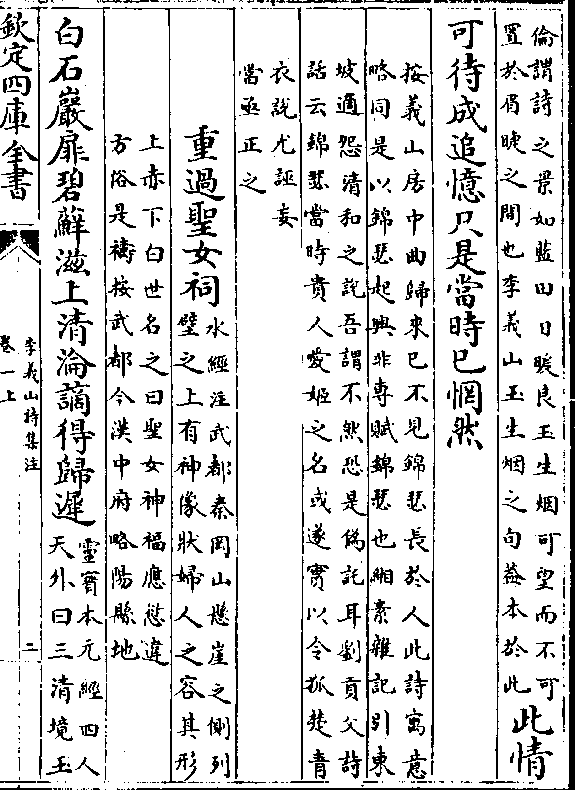 倫謂詩之景如藍田日暖良玉生烟可望而不可
置於眉睫之間也李義山玉生烟之句葢本於此
此情
可待成追憶只是當時已惘然
按義山房中曲歸來已不見錦瑟長於人此詩寓意
略同是以錦瑟起興非專賦錦瑟也緗素雜記引東
坡適怨清和之説吾謂不然恐是偽託耳劉貢父詩
話云錦瑟當時貴人愛姬之名或遂實以令狐楚青
衣説尤誣妄
當亟正之
重過聖女祠
水經注武都秦岡山懸崖之側列
壁之上有神像狀婦人之容其形
上赤下白世名之曰聖女神福應愆違
方俗是禱按武都今漢中府略陽縣地
白石巖扉碧蘚滋上清淪謫得歸遲
靈寳本元經四人
天外曰三清境玉
欽定四庫全書
李義山詩集注
卷一上
二